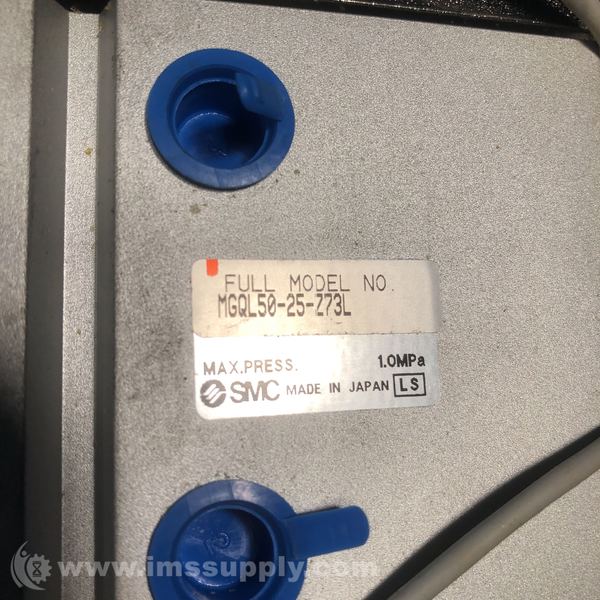 FULL MODEL NO.
MGQL50-25-Z73L
MAX.PRESS. 1.0MPa
SMC MADE IN JAPAN LS
www.imssupply.com/